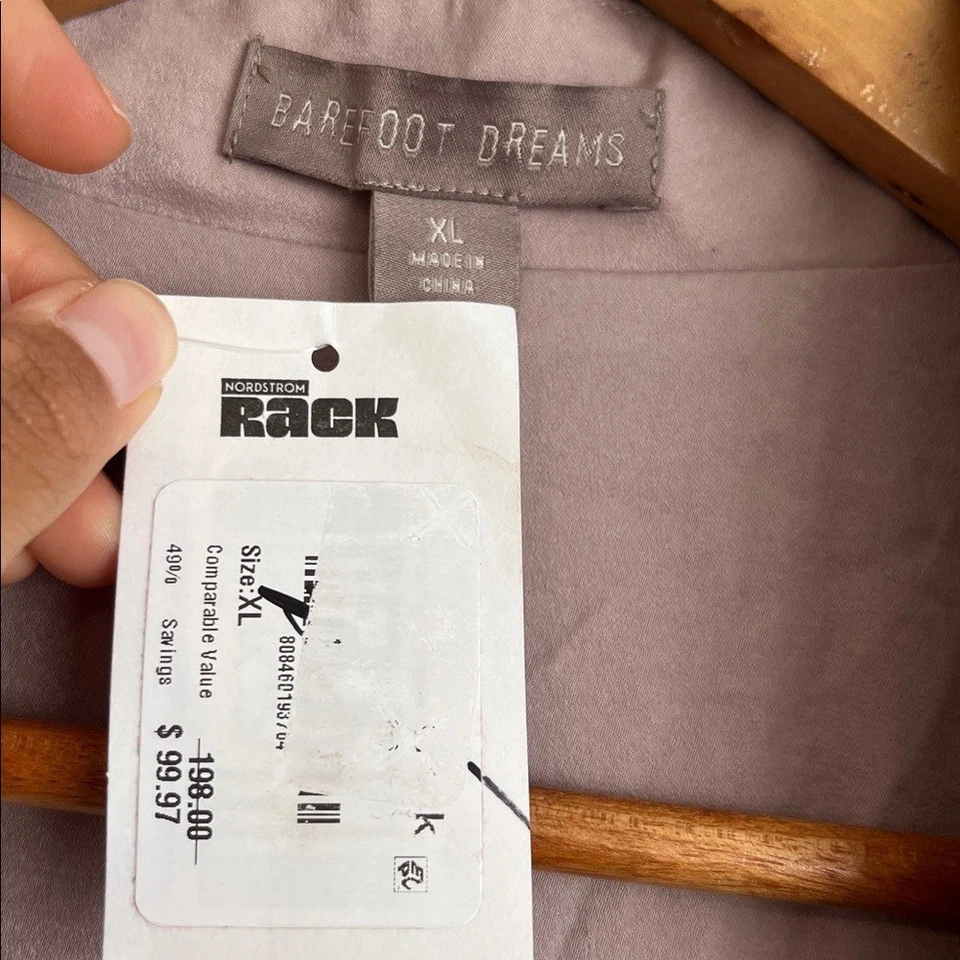 BAREFOOT DREAMS
XL
MADE IN
CHINA
NORDSTROM
RACK
k
Size:XL
Comparable Value 198.00
49% Savings $ 99.97